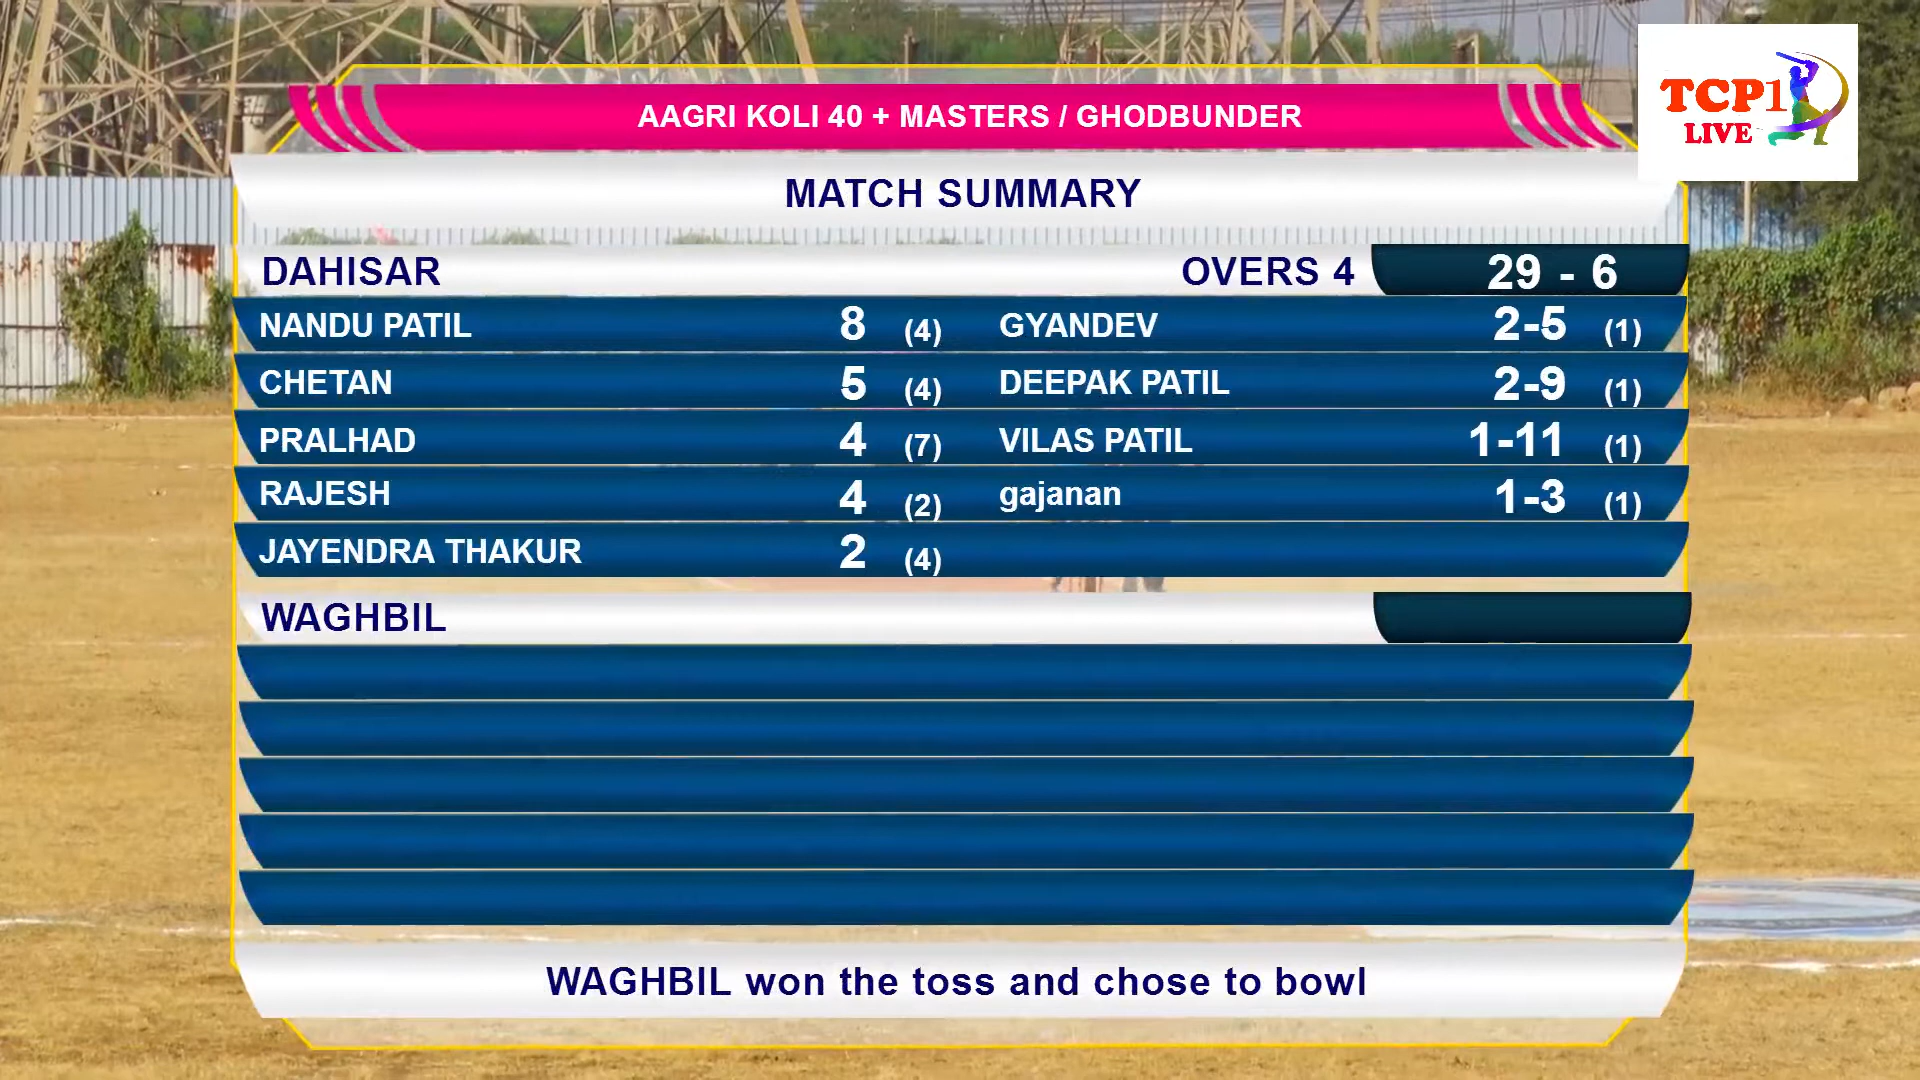 AAGRI KOLI 40 + MASTERS / GHODBUNDER
TCP1
LIVE
MATCH SUMMARY
DAHISAR OVERS 4 29 - 6
NANDU PATIL 8 (4) GYANDEV 2-5 (1)
CHETAN 5 (4) DEEPAK PATIL 2-9 (1)
PRALHAD 4 (7) VILAS PATIL 1-11 (1)
RAJESH 4 (2) gajanan 1-3 (1)
JAYENDRA THAKUR 2 (4)
WAGHBIL
WAGHBIL won the toss and chose to bowl